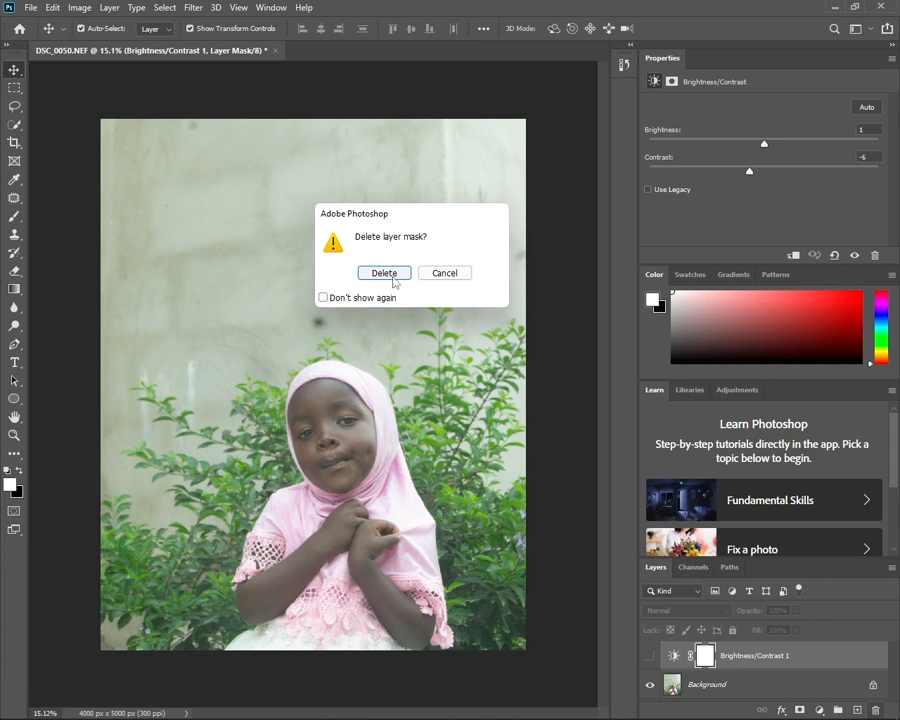 Ps File Edit Image Layer Type Select Filter 3D View Window Help
Auto-Select: Layer Show Transform Controls 3D Mode:
DSC_0050.NEF @ 15.1% (Brightness/Contrast 1, Layer Mask/8) * ×
Properties
Brightness/Contrast
Auto
Brightness: 1
Contrast: -6
Use Legacy
Adobe Photoshop
Delete layer mask?
Delete Cancel
Don't show again
Color Swatches Gradients Patterns
Learn Libraries Adjustments
Learn Photoshop
Step-by-step tutorials directly in the app. Pick a
topic below to begin.
Fundamental Skills
Fix a photo
Layers Channels Paths
Kind
Normal Opacity: 100%
Lock: Fill: 100%
Brightness/Contrast 1
Background
15.12% 4000 px x 5000 px (300 ppi)